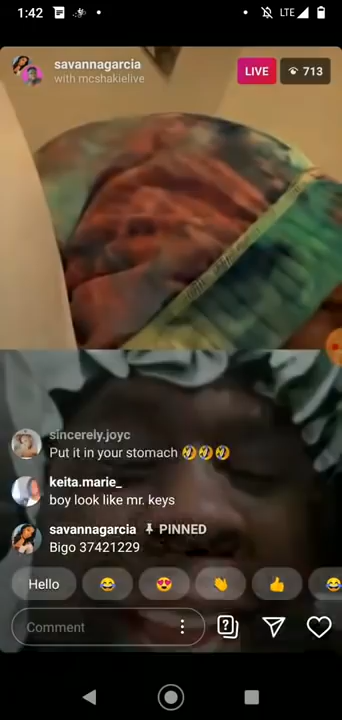 1:42
LTE
savannagarcia
with mcshakielive
LIVE
713
sincerely.joyc
Put it in your stomach 🤣🤣🤣
keita.marie_
boy look like mr. keys
savannagarcia PINNED
Bigo 37421229
Hello 😂 😍 👏 👍 😂
Comment